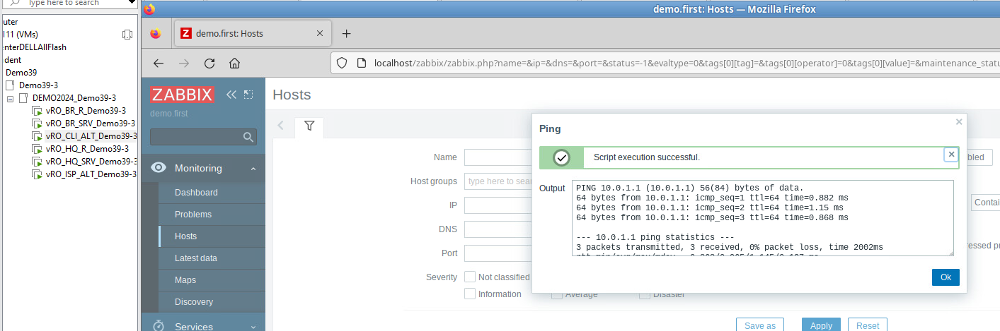 Type here to search
demo.first: Hosts — Mozilla Firefox
uter
I11 (VMs)
enterDELLAllFlash
dent
Demo39
Demo39-3
DEMO2024_Demo39-3
vRO_BR_R_Demo39-3
vRO_BR_SRV_Demo39-3
vRO_CLI_ALT_Demo39-3
vRO_HQ_R_Demo39-3
vRO_HQ_SRV_Demo39-3
vRO_ISP_ALT_Demo39-3
Z demo.first: Hosts
localhost/zabbix/zabbix.php?name=&ip=&dns=&port=&status=-1&evaltype=0&tags[0][tag]=&tags[0][operator]=0&tags[0][value]=&maintenance_statu
ZABBIX
demo.first
Monitoring
Dashboard
Problems
Hosts
Latest data
Maps
Discovery
Services
Hosts
Name
Host groups
type here to sear
IP
DNS
Port
Severity
Not classified
Information
Average
Disaster
bled
Contai
ressed pr
Save as
Apply
Reset
Ping
Script execution successful.
Output
PING 10.0.1.1 (10.0.1.1) 56(84) bytes of data.
64 bytes from 10.0.1.1: icmp_seq=1 ttl=64 time=0.882 ms
64 bytes from 10.0.1.1: icmp_seq=2 ttl=64 time=1.15 ms
64 bytes from 10.0.1.1: icmp_seq=3 ttl=64 time=0.868 ms
--- 10.0.1.1 ping statistics ---
3 packets transmitted, 3 received, 0% packet loss, time 2002ms
Ok